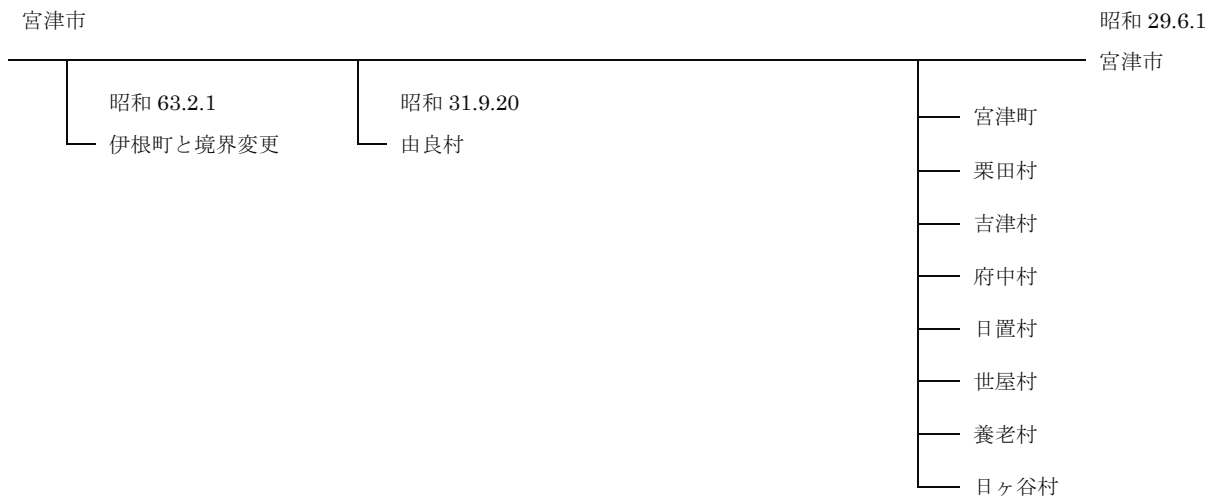 宮津市
昭和 29.6.1
宮津市
昭和 63.2.1
伊根町と境界変更
昭和 31.9.20
由良村
宮津町
栗田村
吉津村
府中村
日置村
世屋村
養老村
日ヶ谷村